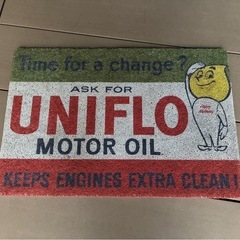 Time for a change?
ASK FOR
UNIFLO
MOTOR OIL
KEEPS ENGINES EXTRA CLEAN!